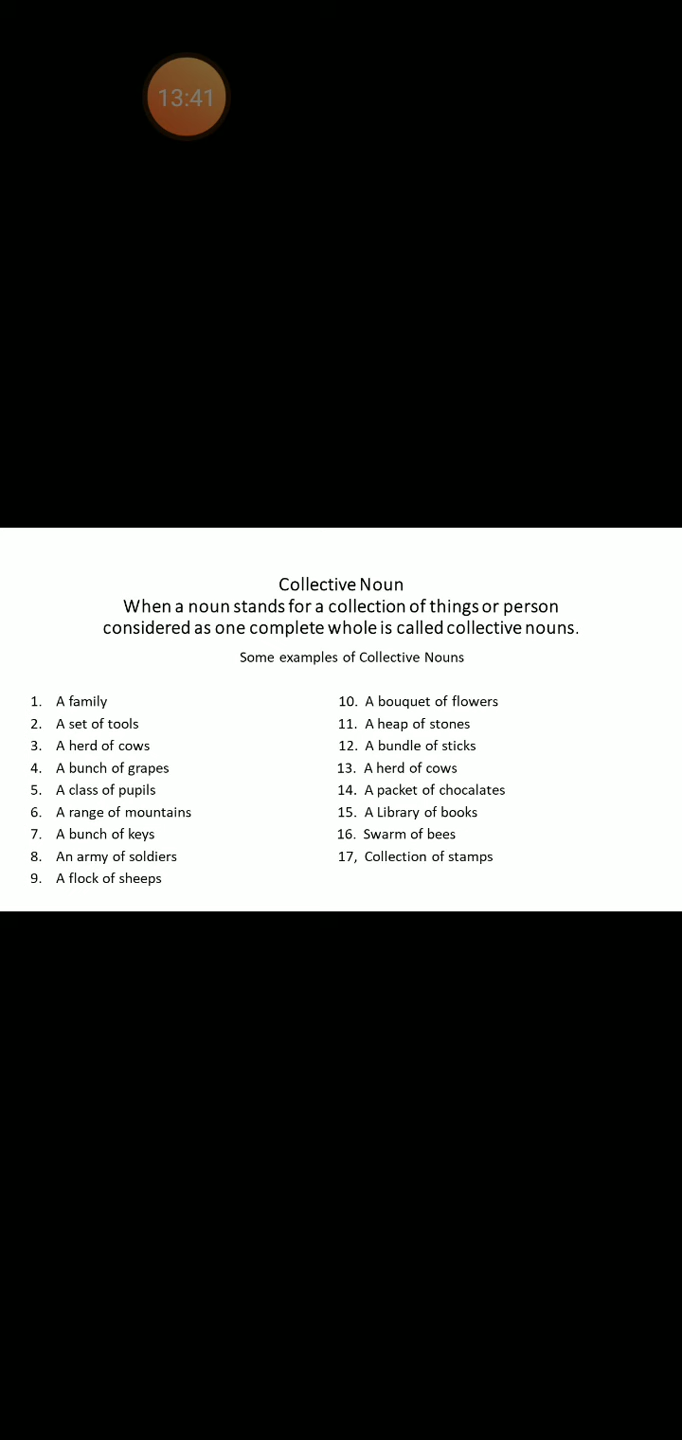 13:41
Collective Noun
When a noun stands for a collection of things or person
considered as one complete whole is called collective nouns.
Some examples of Collective Nouns
1. A family
2. A set of tools
3. A herd of cows
4. A bunch of grapes
5. A class of pupils
6. A range of mountains
7. A bunch of keys
8. An army of soldiers
9. A flock of sheeps
10. A bouquet of flowers
11. A heap of stones
12. A bundle of sticks
13. A herd of cows
14. A packet of chocalates
15. A Library of books
16. Swarm of bees
17, Collection of stamps